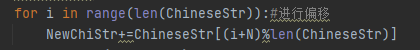 for i in range(len(ChineseStr)):#进行偏移
NewChiStr+=ChineseStr[(i+N)%len(ChineseStr)]